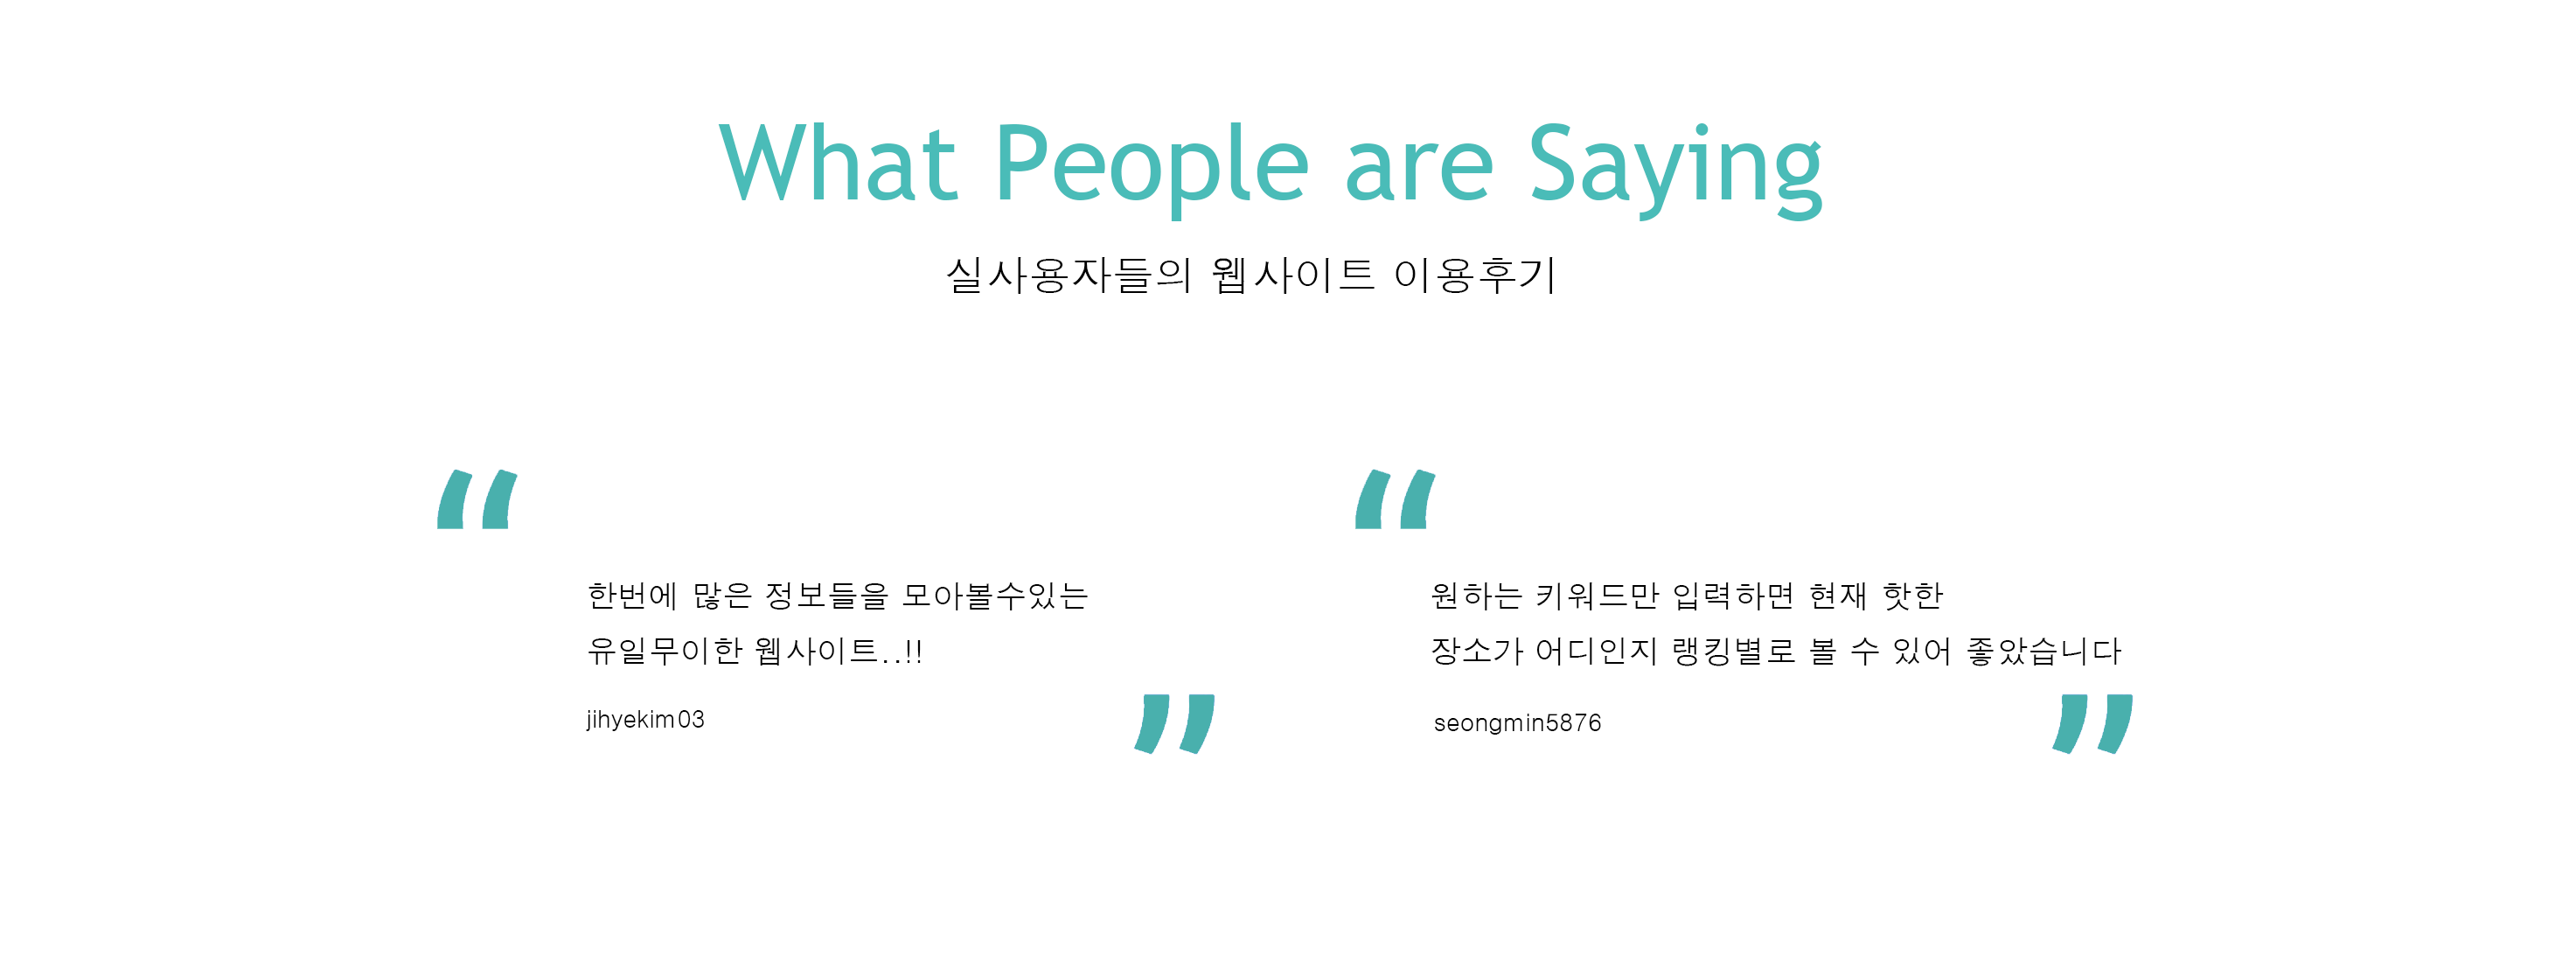 What People are Saying
실사용자들의 웹사이트 이용후기
“
한번에 많은 정보들을 모아볼수있는
유일무이한 웹사이트..!!
jihyekim03
”
“
원하는 키워드만 입력하면 현재 핫한
장소가 어디인지 랭킹별로 볼 수 있어 좋았습니다
seongmin5876
”